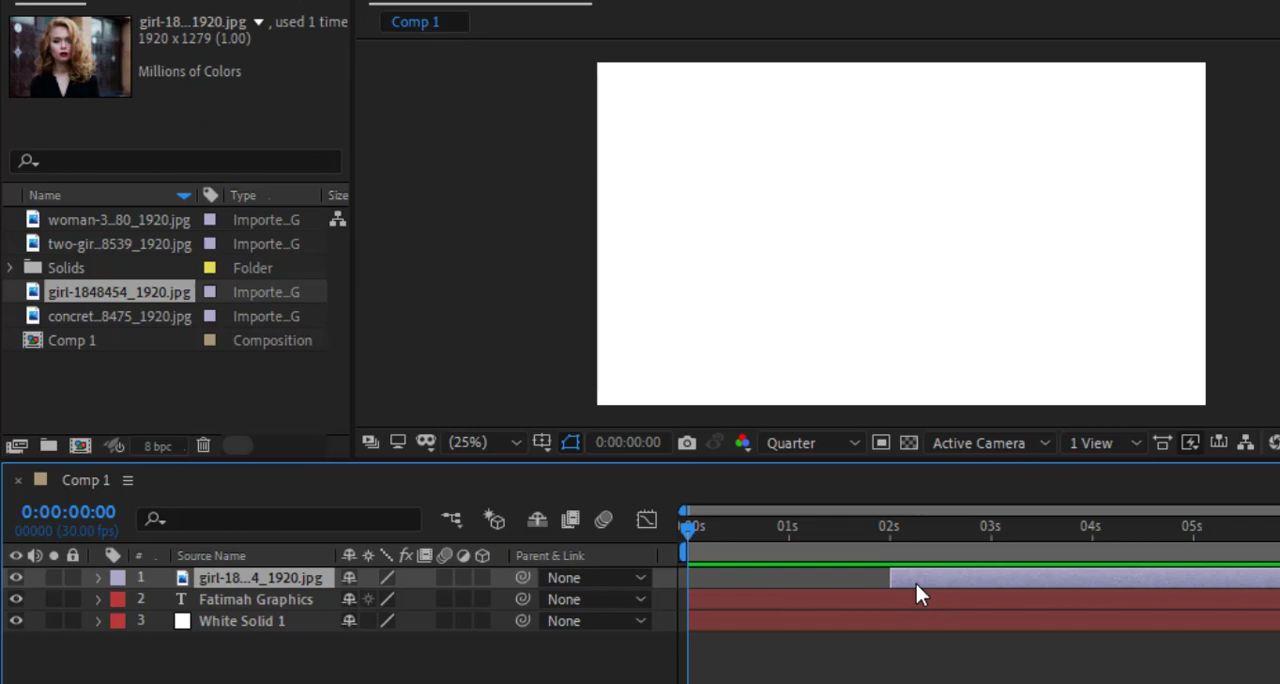 girl-18...1920.jpg ▼ , used 1 time
1920 x 1279 (1.00)
Millions of Colors
Name Type Size
woman-3...80_1920.jpg Importe...G
two-gir...8539_1920.jpg Importe...G
Solids Folder
girl-1848454_1920.jpg Importe...G
concret...8475_1920.jpg Importe...G
Comp 1 Composition
8 bpc
Comp 1
(25%) 0:00:00:00 Quarter Active Camera 1 View
Comp 1
0:00:00:00
00000 (30.00 fps)
00s 01s 02s 03s 04s 05s
# Source Name fx Parent & Link
1 girl-18...4_1920.jpg None
2 T Fatimah Graphics None
3 White Solid 1 None